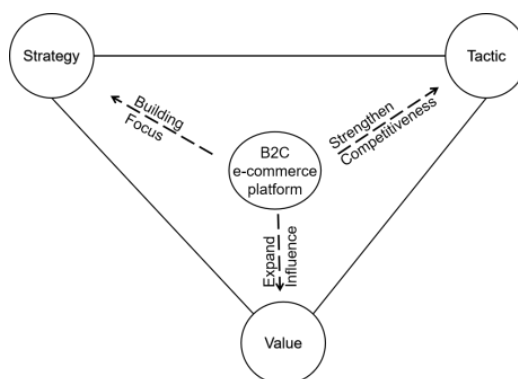 Strategy
Tactic
Building
Focus
Strengthen
Competitiveness
B2C
e-commerce
platform
Expand
Influence
Value